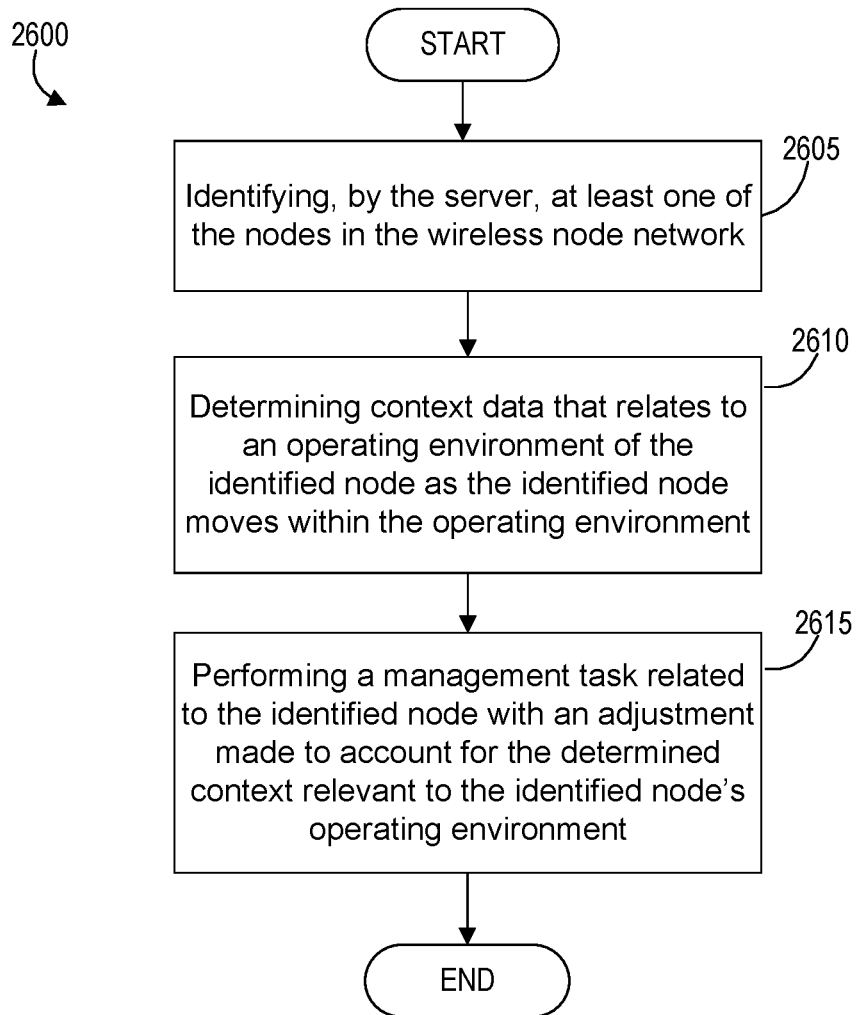 2600
START
2605
Identifying, by the server, at least one of
the nodes in the wireless node network
2610
Determining context data that relates to
an operating environment of the
identified node as the identified node
moves within the operating environment
2615
Performing a management task related
to the identified node with an adjustment
made to account for the determined
context relevant to the identified node’s
operating environment
END